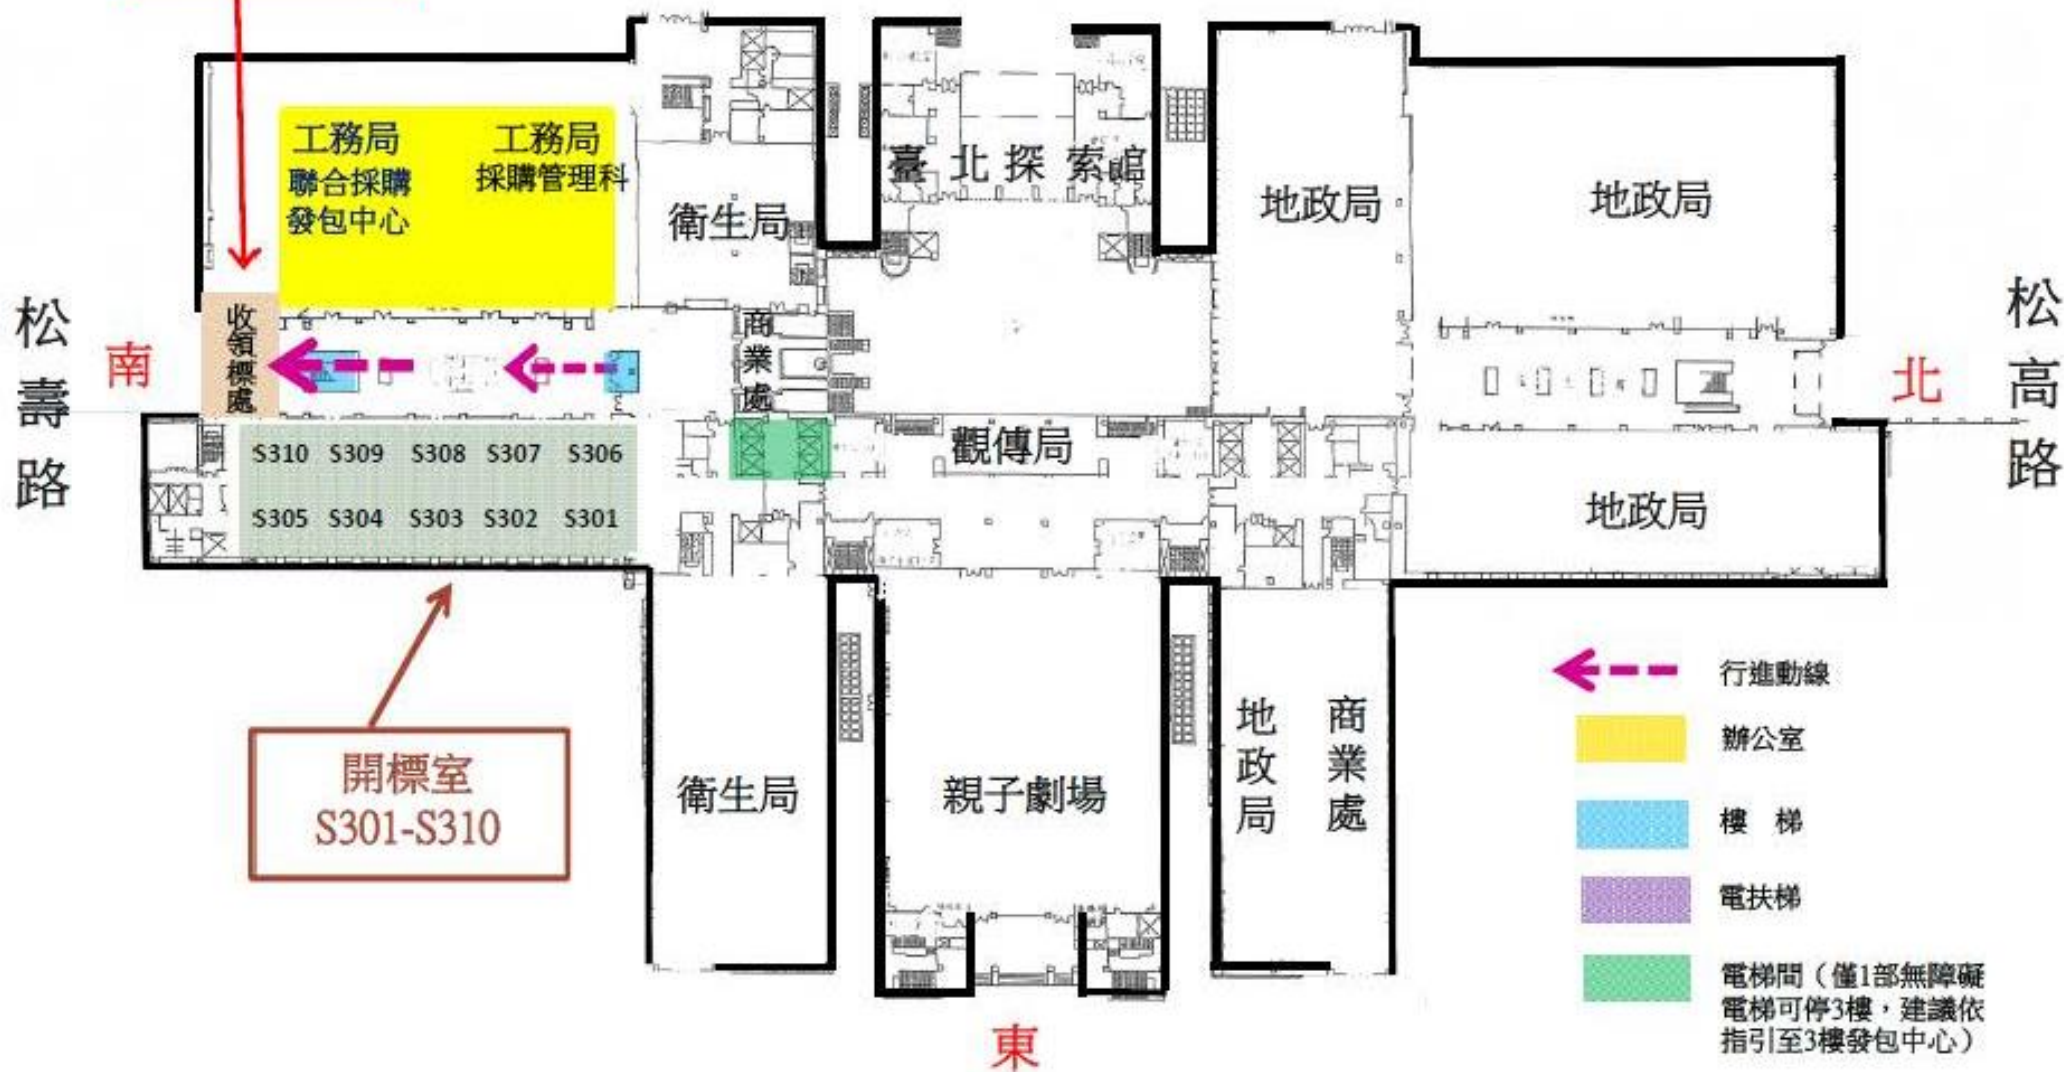 工務局
聯合採購
發包中心
工務局
採購管理科
衛生局
臺北探索館
地政局
地政局
松壽路
南
收領標處
商業處
北
松高路
S310 S309 S308 S307 S306
S305 S304 S303 S302 S301
觀傳局
地政局
開標室
S301-S310
衛生局
親子劇場
地政局
商業處
東
行進動線
辦公室
樓 梯
電扶梯
電梯間（僅1部無障礙
電梯可停3樓，建議依
指引至3樓發包中心）